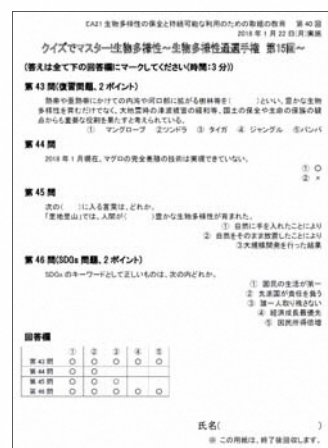 EA21 生物多様性の保全と持続可能な利用のための取組の教育 第40回
2018年1月22日(月)実施
クイズでマスター!生物多様性～生物多様性道選手権 第15回～
(答えは全て下の回答欄にマークしてください(時間:3分))
第43問(復習問題、2ポイント)
熱帯や亜熱帯にかけての内湾や河口部に拡がる樹林帯を( )といい、豊かな生物
多様性を育むだけでなく、大地震時の津波被害の緩和等、国土の保全や生命の保護の観
点からも重要な役割を果たすと考えられている。
① マングローブ ②ツンドラ ③ タイガ ④ ジャングル ⑤パンパ
第44問
2018年1月現在、マグロの完全養殖の技術は実現できていない。
① ○
② ×
第45問
次の( )に入る言葉は、どれか。
「里地里山」では、人間が( )豊かな生物多様性が育まれた。
① 自然に手を入れたことにより
② 自然をそのまま放置したことにより
③大規模開発を行った結果
第46問(SDGs問題、2ポイント)
SDGsのキーワードとして正しいものは、次の内どれか。
① 国民の生活が第一
② 先進国が責任を負う
③ 誰一人取り残さない
④ 経済成長最優先
⑤ 国民所得倍増
回答欄
① ② ③ ④ ⑤
第43問 ○ ○ ○ ○ ○
第44問 ○ ○
第45問 ○ ○ ○
第46問 ○ ○ ○ ○ ○
氏名( )
※ この用紙は、終了後回収します。